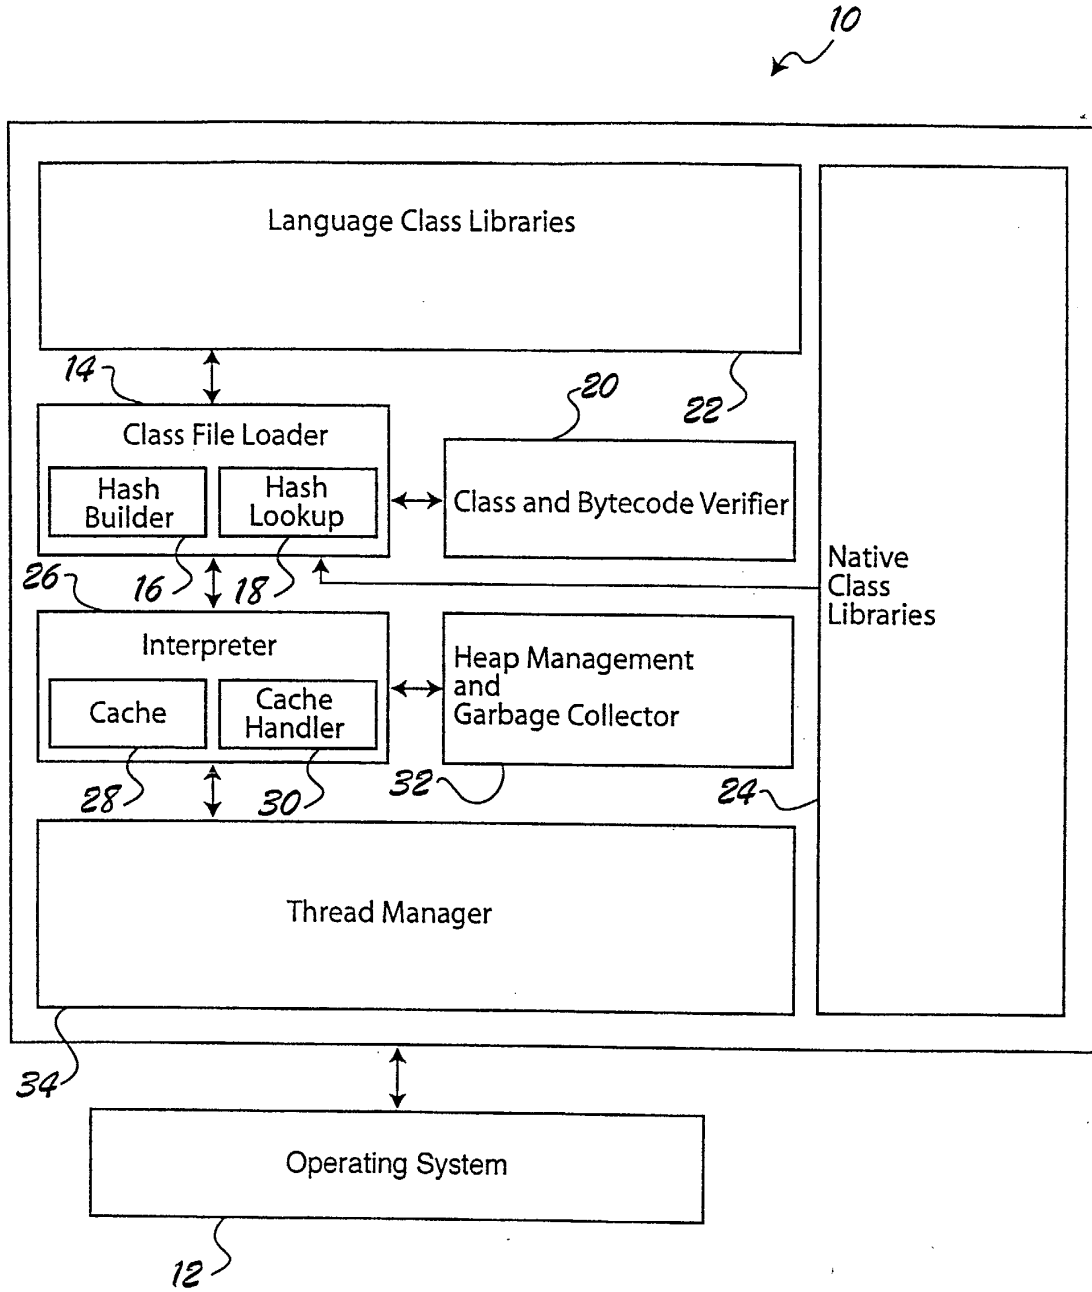 10
Language Class Libraries
14
22
20
Class File Loader
Hash
Builder
Hash
Lookup
Class and Bytecode Verifier
Native
Class
Libraries
26
16
18
Interpreter
Cache
Cache
Handler
Heap Management
and
Garbage Collector
28
30
32
24
Thread Manager
34
Operating System
12